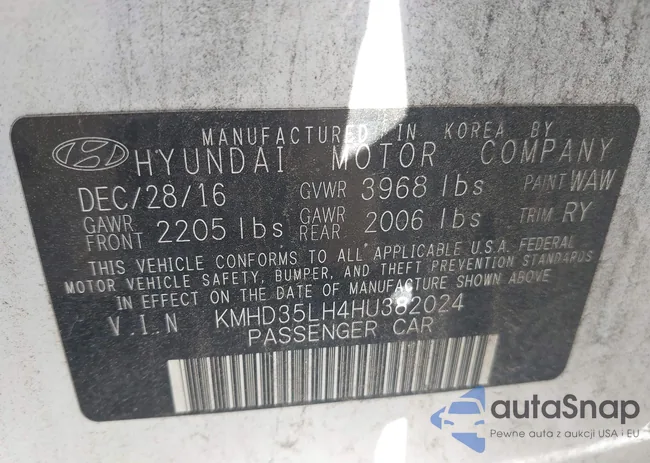 MANUFACTURED IN KOREA BY
HYUNDAI MOTOR COMPANY
DEC/28/16 GVWR 3968 lbs PAINT WAW
GAWR FRONT 2205 lbs GAWR REAR 2006 lbs TRIM RY
THIS VEHICLE CONFORMS TO ALL APPLICABLE U.S.A. FEDERAL
MOTOR VEHICLE SAFETY, BUMPER, AND THEFT PREVENTION STANDARDS
IN EFFECT ON THE DATE OF MANUFACTURE SHOWN ABOVE
V.I.N KMHD35LH4HU382024
PASSENGER CAR
autaSnap
Pewne auta z aukcji USA i EU